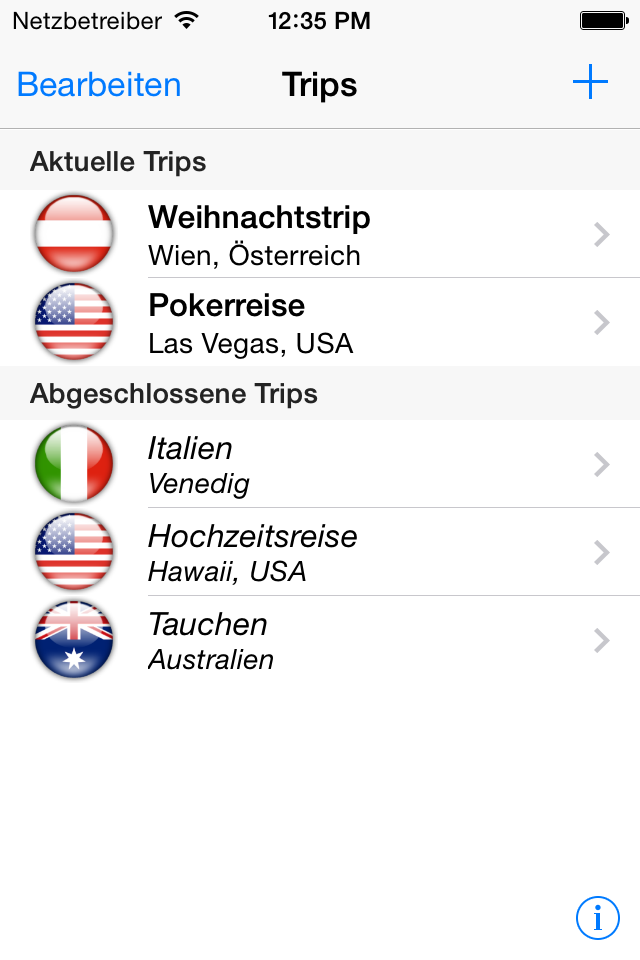 Netzbetreiber 12:35 PM
Bearbeiten Trips +
Aktuelle Trips
Weihnachtstrip
Wien, Österreich
Pokerreise
Las Vegas, USA
Abgeschlossene Trips
Italien
Venedig
Hochzeitsreise
Hawaii, USA
Tauchen
Australien
i